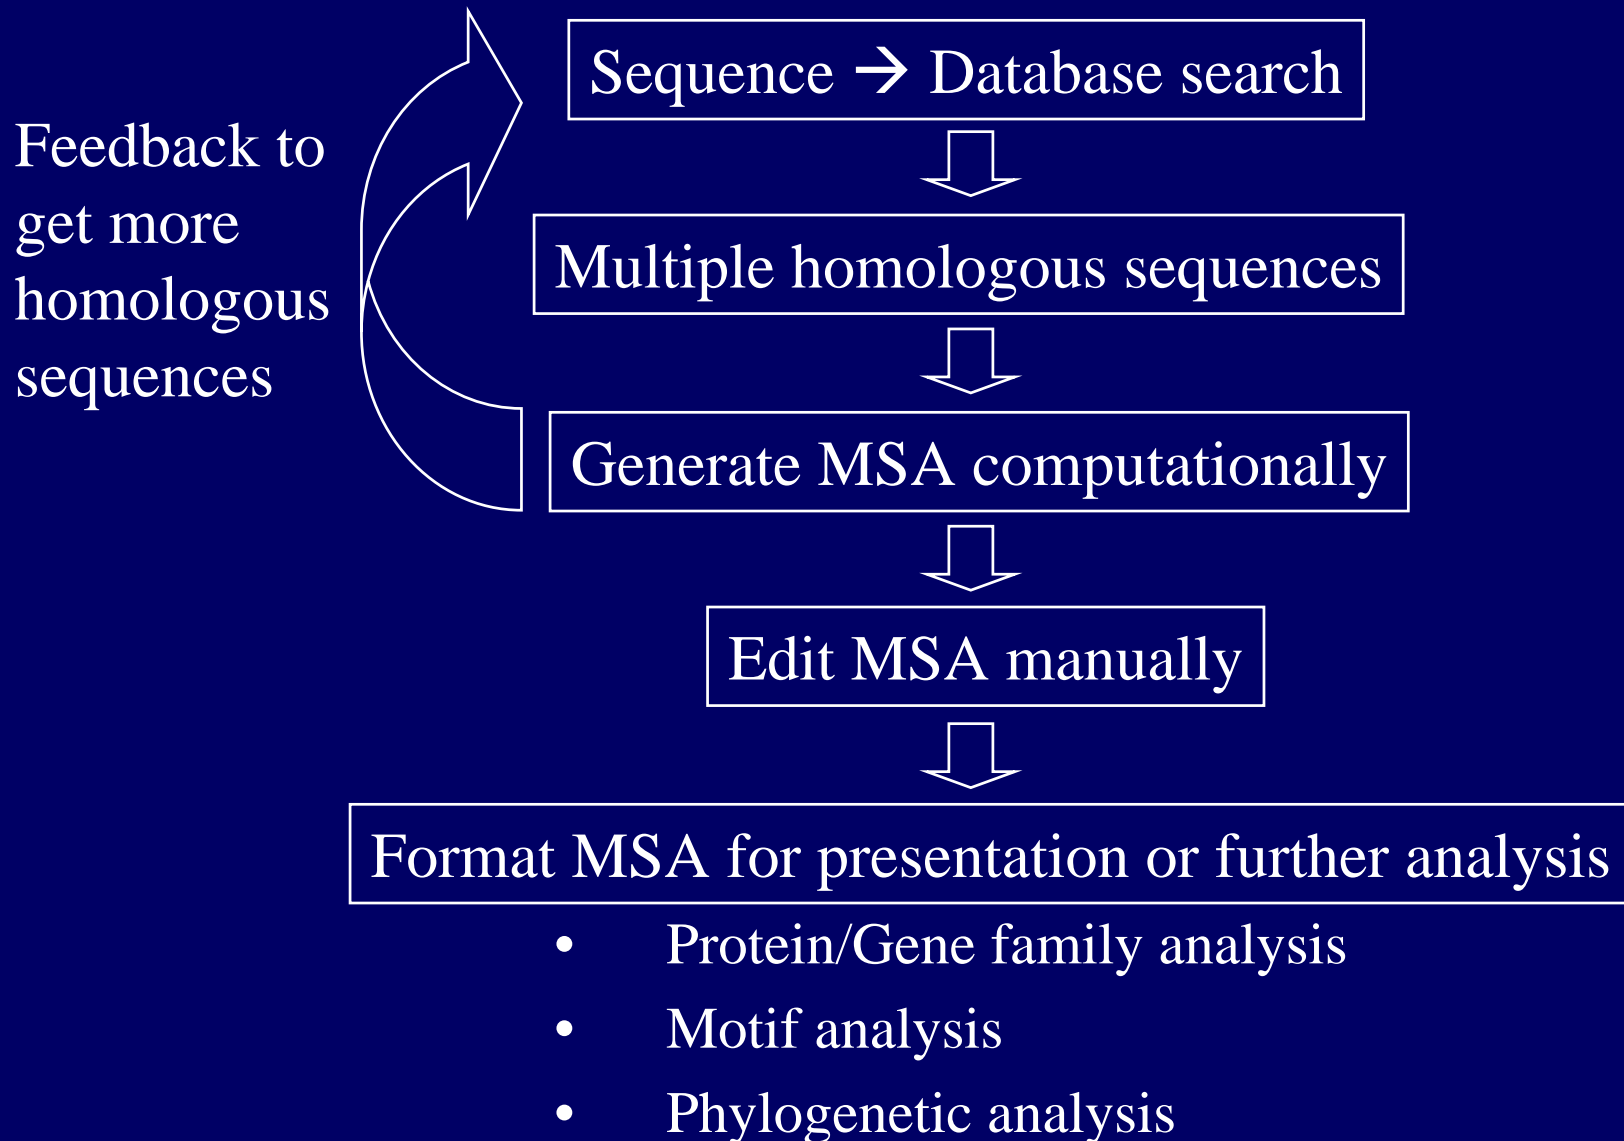 Sequence → Database search
Feedback to
get more
homologous
sequences
Multiple homologous sequences
Generate MSA computationally
Edit MSA manually
Format MSA for presentation or further analysis
• Protein/Gene family analysis
• Motif analysis
• Phylogenetic analysis